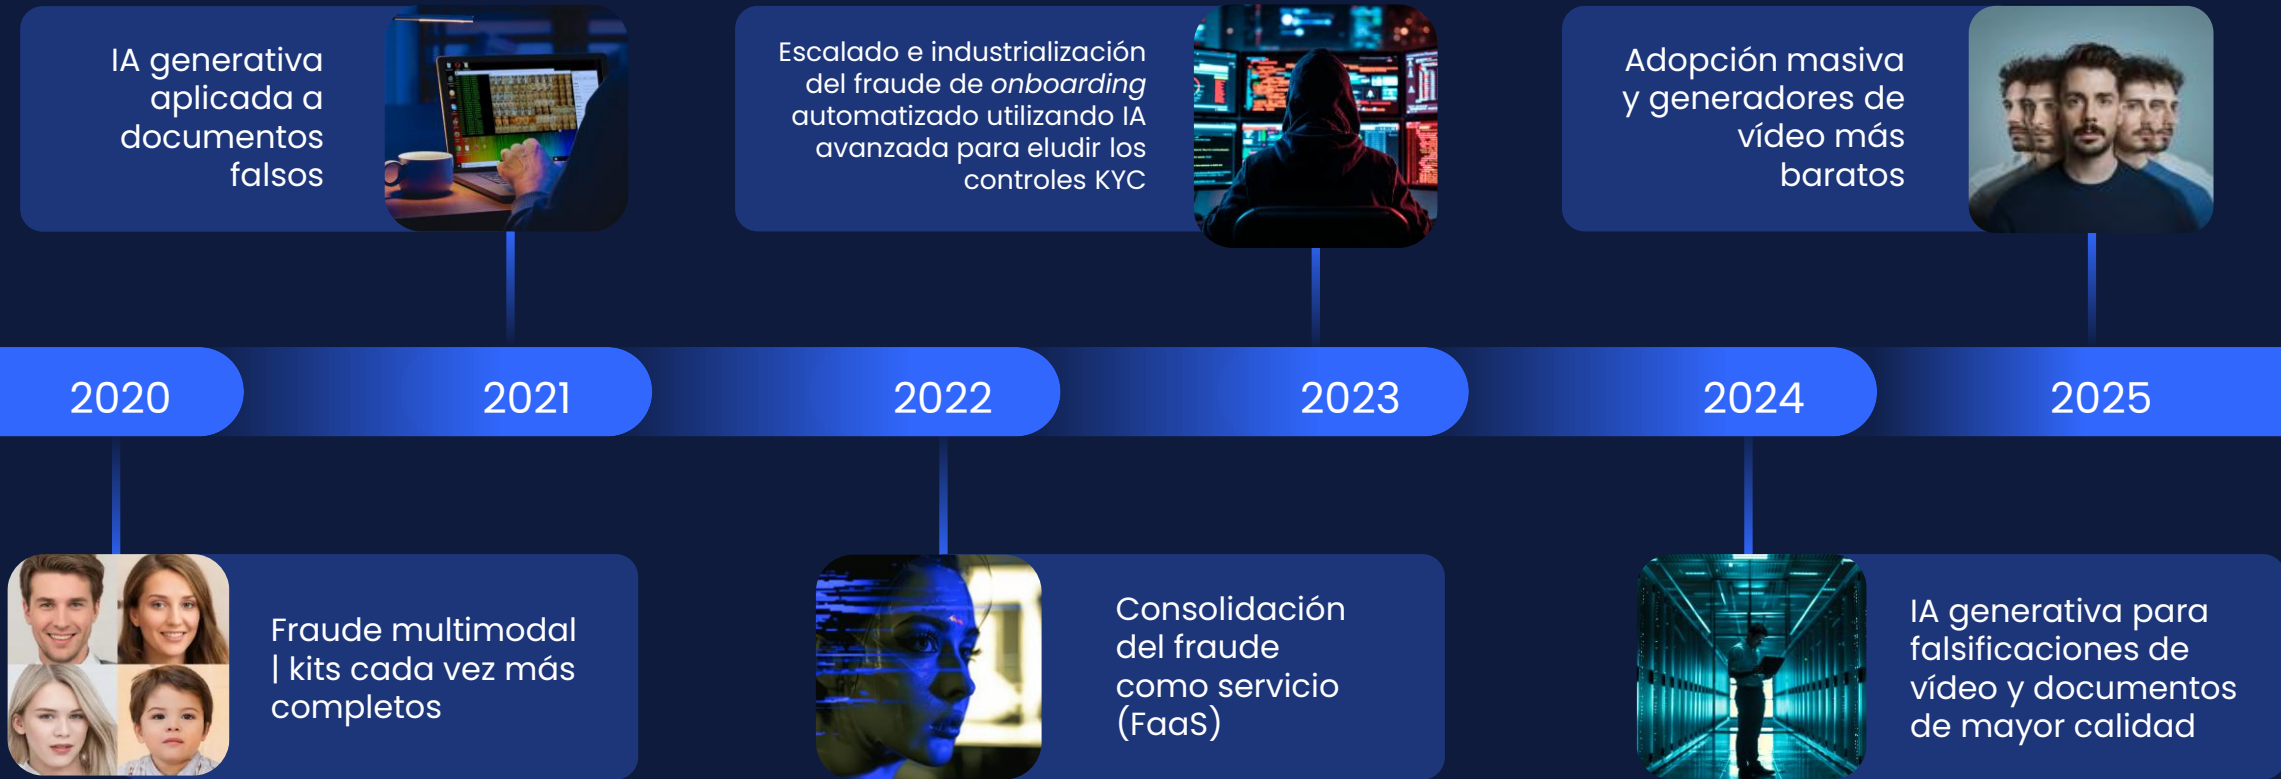 IA generativa
aplicada a
documentos
falsos
Escalado e industrialización
del fraude de onboarding
automatizado utilizando IA
avanzada para eludir los
controles KYC
Adopción masiva
y generadores de
vídeo más
baratos
2020
2021
2022
2023
2024
2025
Fraude multimodal
| kits cada vez más
completos
Consolidación
del fraude
como servicio
(FaaS)
IA generativa para
falsificaciones de
vídeo y documentos
de mayor calidad